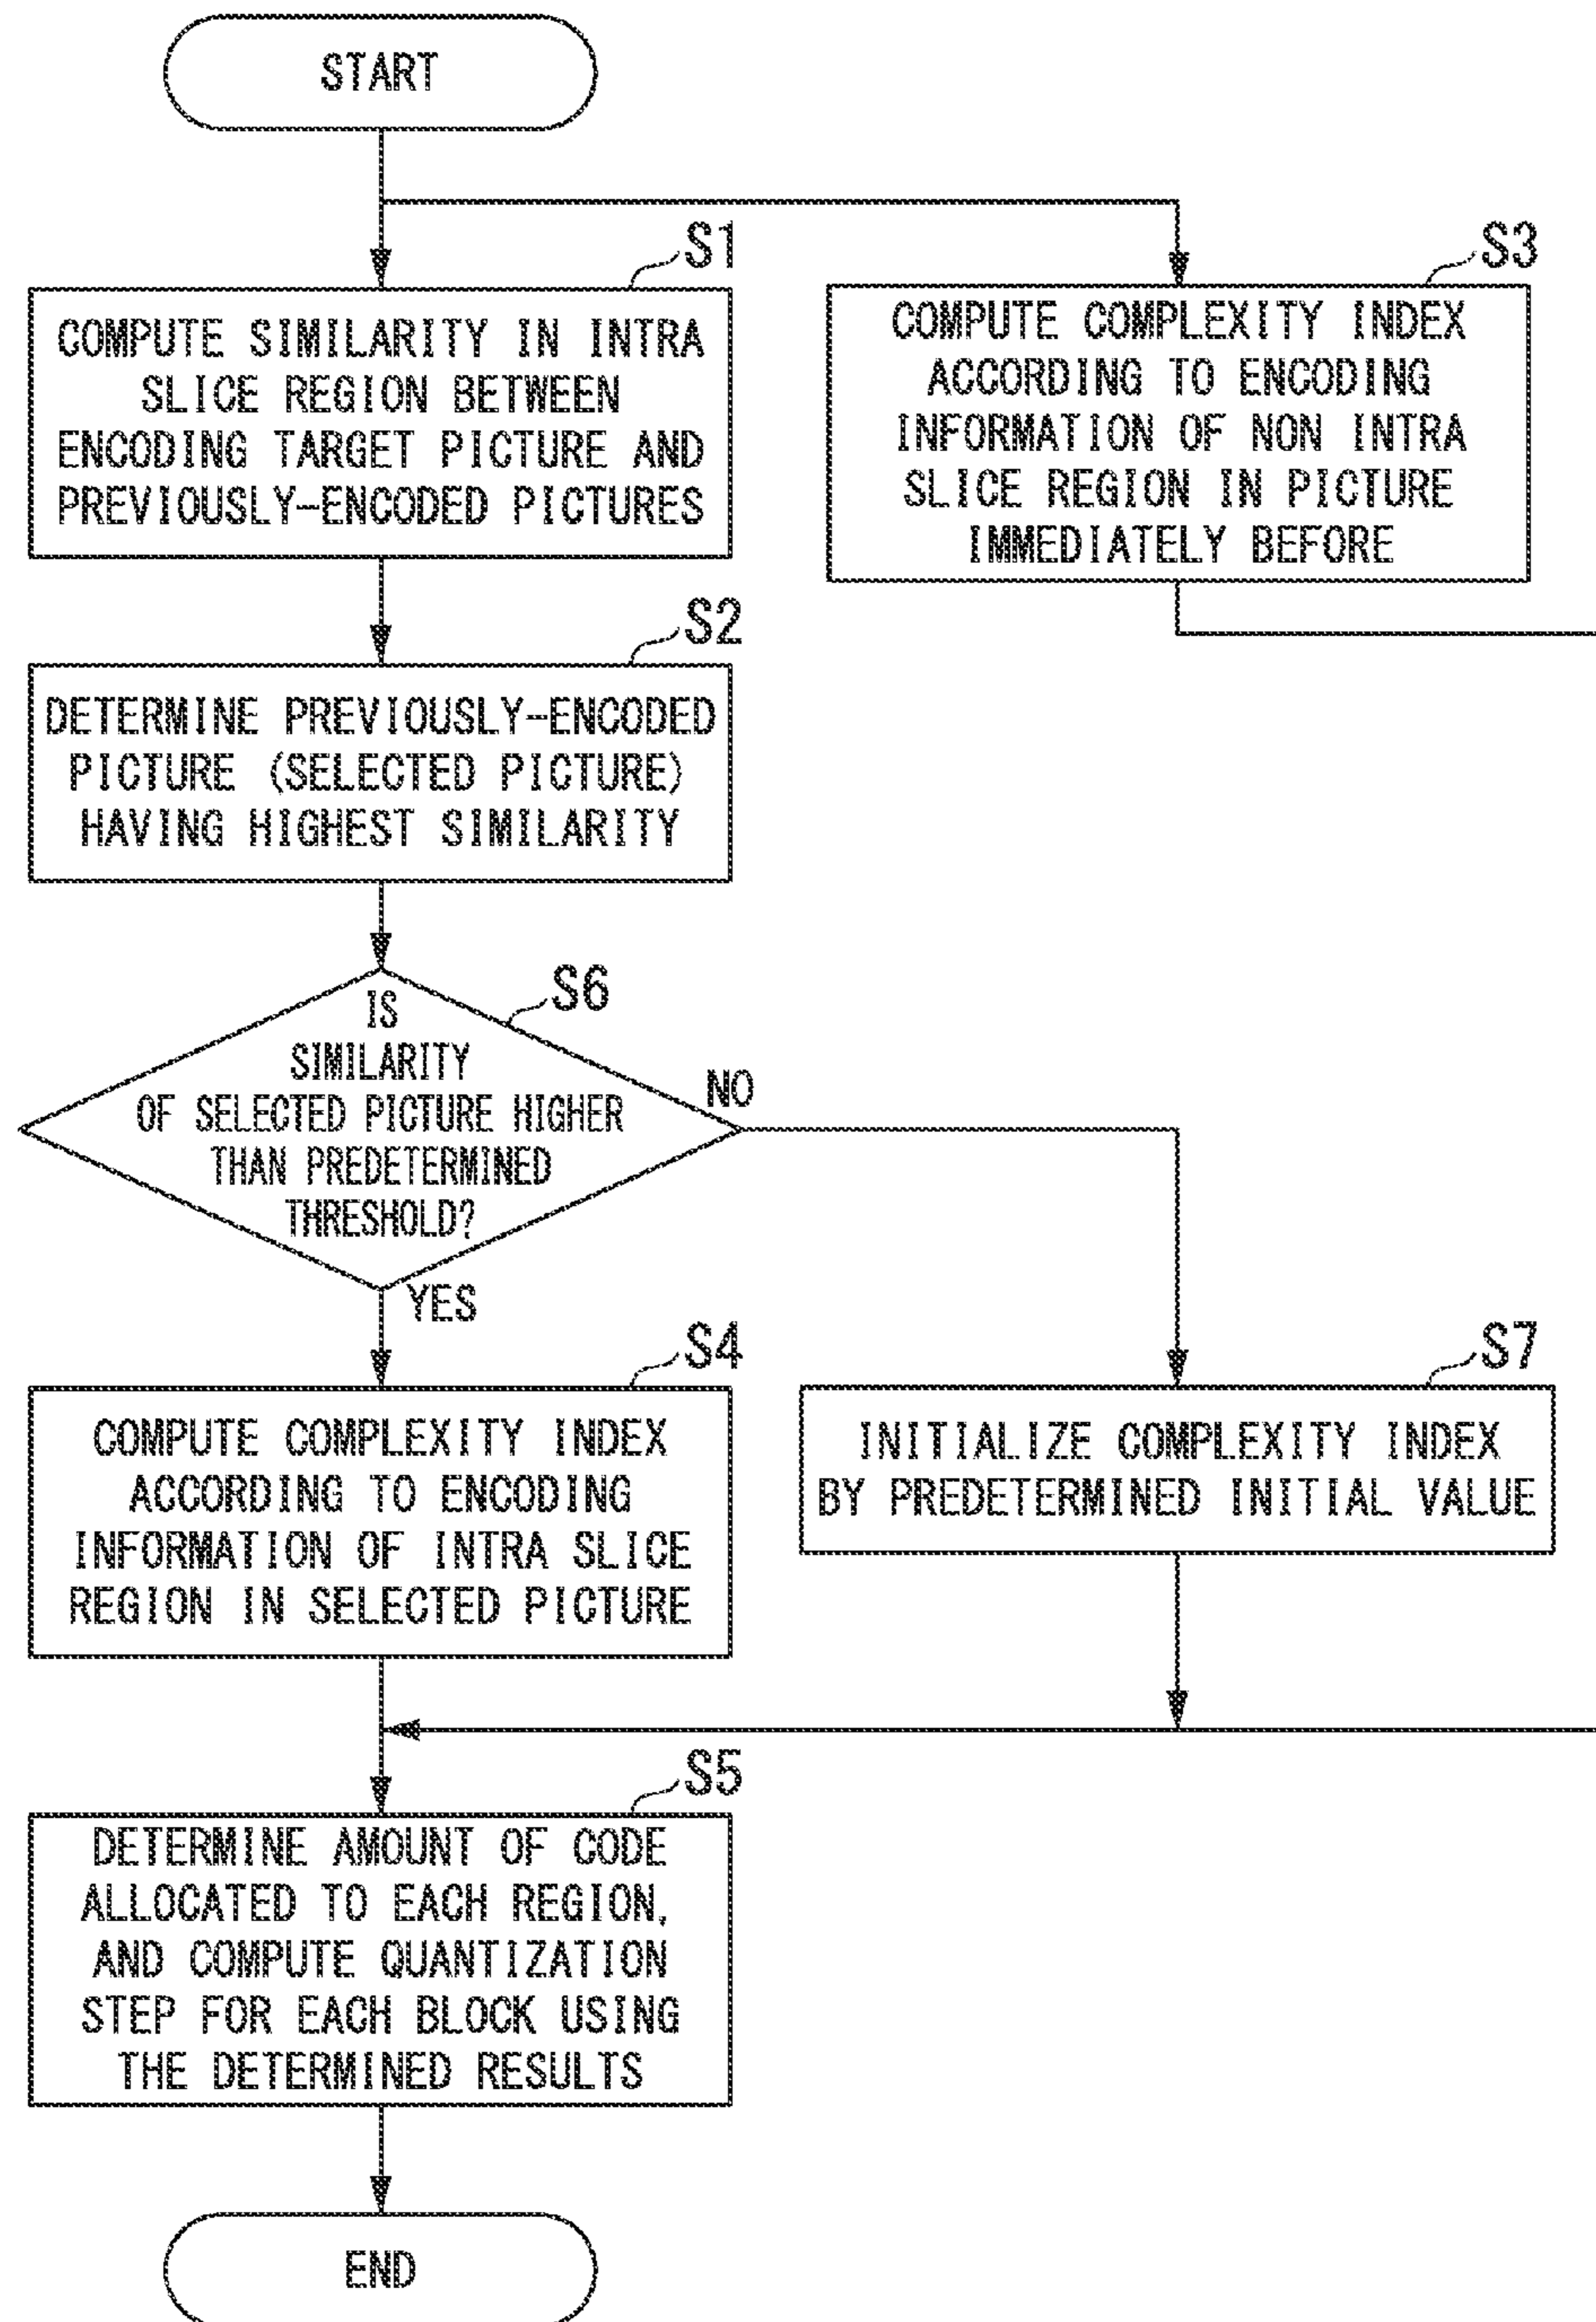 START
S1
COMPUTE SIMILARITY IN INTRA
SLICE REGION BETWEEN
ENCODING TARGET PICTURE AND
PREVIOUSLY-ENCODED PICTURES
S3
COMPUTE COMPLEXITY INDEX
ACCORDING TO ENCODING
INFORMATION OF NON INTRA
SLICE REGION IN PICTURE
IMMEDIATELY BEFORE
S2
DETERMINE PREVIOUSLY-ENCODED
PICTURE (SELECTED PICTURE)
HAVING HIGHEST SIMILARITY
S6
IS
SIMILARITY
OF SELECTED PICTURE HIGHER
THAN PREDETERMINED
THRESHOLD?
NO
YES
S4
COMPUTE COMPLEXITY INDEX
ACCORDING TO ENCODING
INFORMATION OF INTRA SLICE
REGION IN SELECTED PICTURE
S7
INITIALIZE COMPLEXITY INDEX
BY PREDETERMINED INITIAL VALUE
S5
DETERMINE AMOUNT OF CODE
ALLOCATED TO EACH REGION,
AND COMPUTE QUANTIZATION
STEP FOR EACH BLOCK USING
THE DETERMINED RESULTS
END